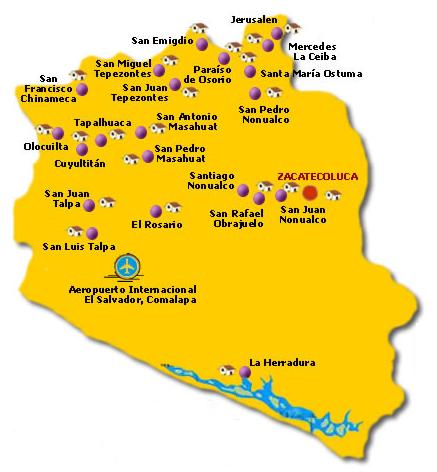 Jerusalen
San Emigdio
Mercedes
La Ceiba
San Miguel
Tepezontes
Paraíso
de Osorio
Santa María Ostuma
San
Francisco
Chinameca
San Juan
Tepezontes
San Pedro
Nonualco
Tapalhuaca
San Antonio
Masahuat
Olocuilta
Cuyultitán
San Pedro
Masahuat
Santiago
Nonualco
ZACATECOLUCA
San Juan
Talpa
El Rosario
San Rafael
Obrajuelo
San Juan
Nonualco
San Luis Talpa
Aeropuerto Internacional
El Salvador, Comalapa
La Herradura